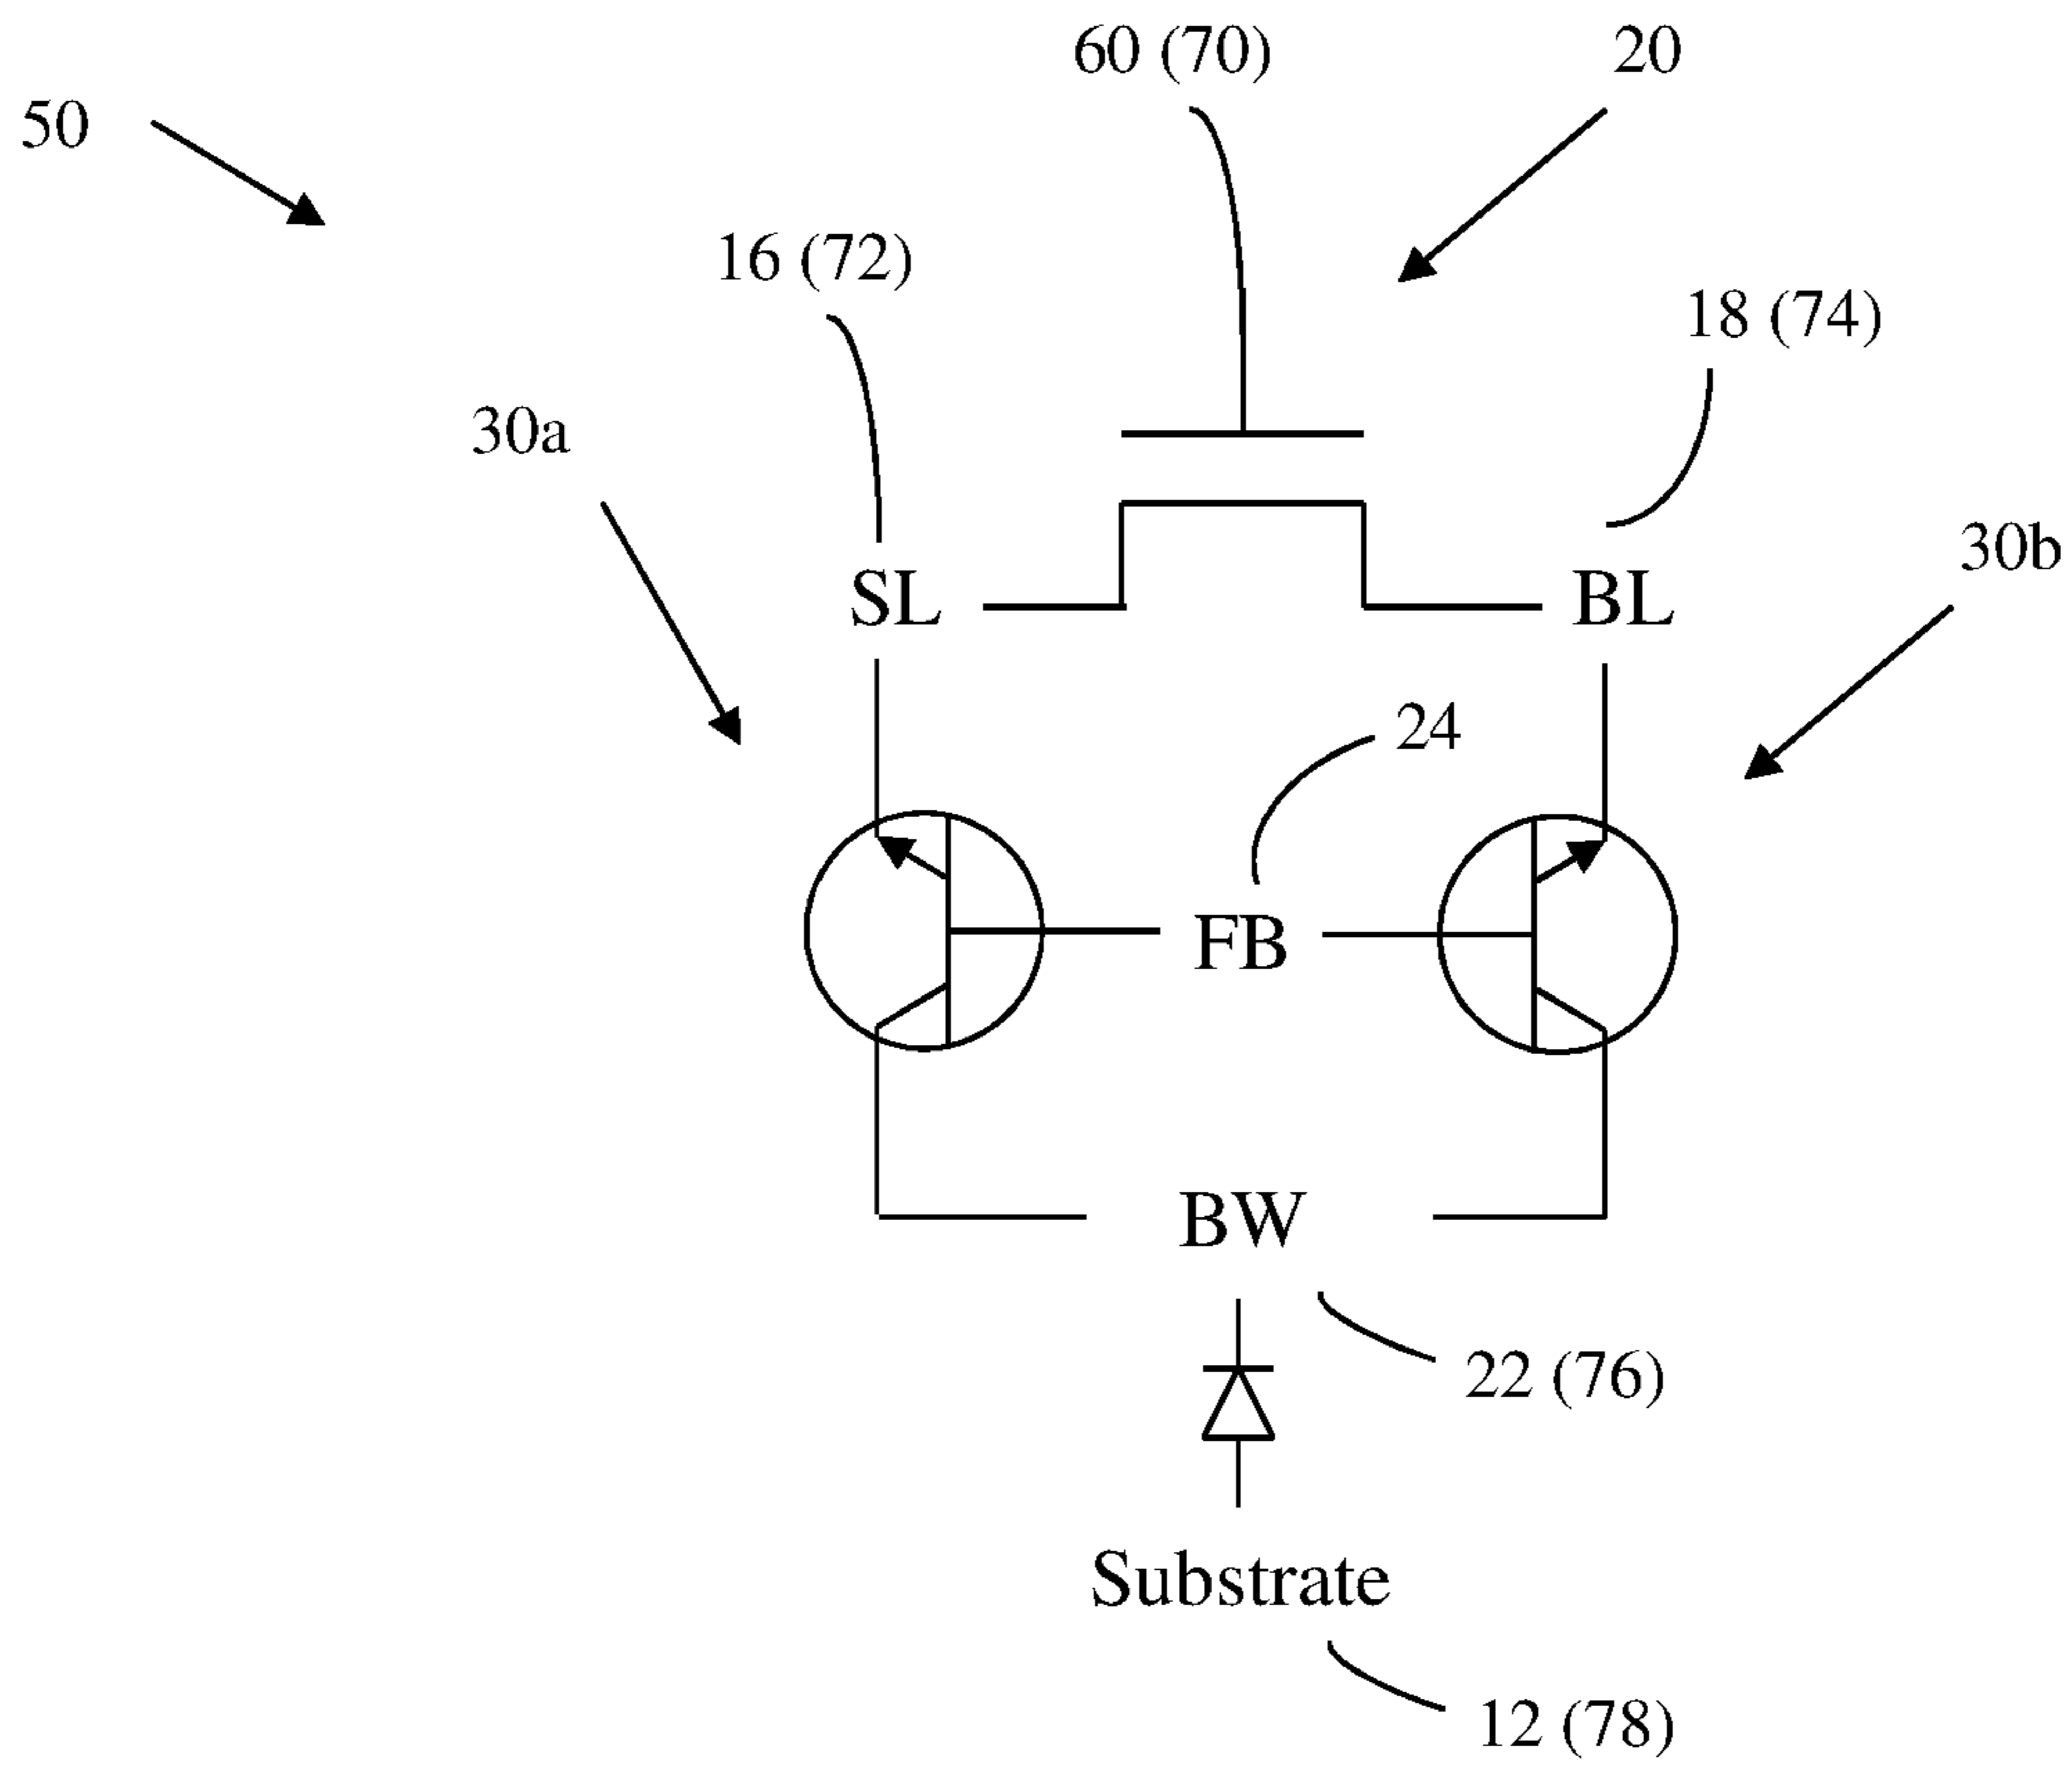 60 (70)
20
50
16 (72)
18 (74)
30a
30b
SL
BL
24
FB
BW
22 (76)
Substrate
12 (78)